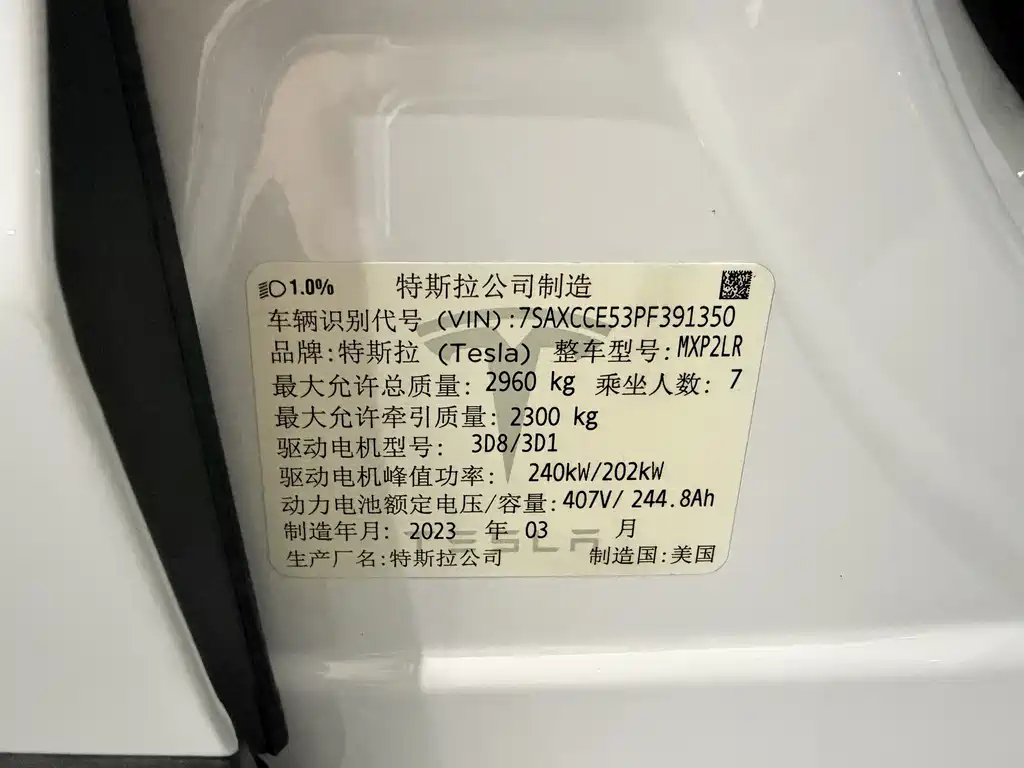 1.0% 特斯拉公司制造
车辆识别代号 (VIN):7SAXCCE53PF391350
品牌:特斯拉 (Tesla) 整车型号:MXP2LR
最大允许总质量: 2960 kg 乘坐人数: 7
最大允许牵引质量: 2300 kg
驱动电机型号: 3D8/3D1
驱动电机峰值功率: 240kW/202kW
动力电池额定电压/容量:407V/ 244.8Ah
制造年月: 2023 年 03 月
TESLA
生产厂名:特斯拉公司 制造国:美国